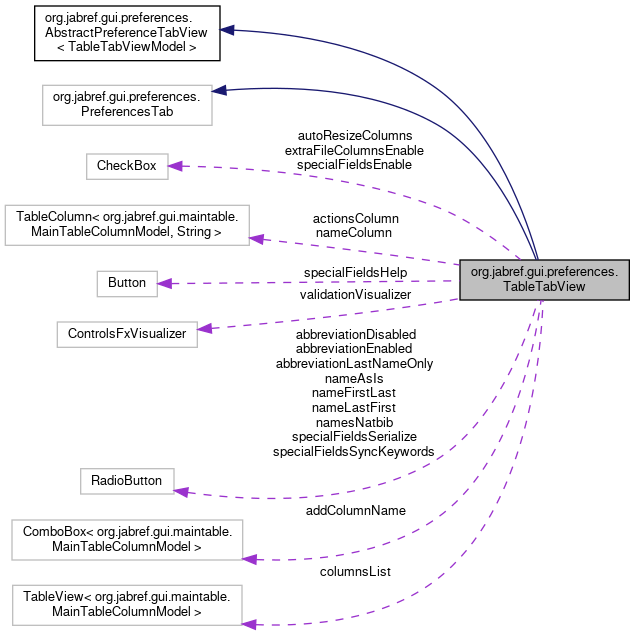 org.jabref.gui.preferences.
AbstractPreferenceTabView
< TableTabViewModel >
org.jabref.gui.preferences.
PreferencesTab
autoResizeColumns
extraFileColumnsEnable
specialFieldsEnable
CheckBox
TableColumn< org.jabref.gui.maintable.
MainTableColumnModel, String >
actionsColumn
nameColumn
org.jabref.gui.preferences.
TableTabView
Button
specialFieldsHelp
validationVisualizer
ControlsFxVisualizer
abbreviationDisabled
abbreviationEnabled
abbreviationLastNameOnly
nameAsIs
nameFirstLast
nameLastFirst
namesNatbib
specialFieldsSerialize
specialFieldsSyncKeywords
RadioButton
addColumnName
ComboBox< org.jabref.gui.maintable.
MainTableColumnModel >
columnsList
TableView< org.jabref.gui.maintable.
MainTableColumnModel >